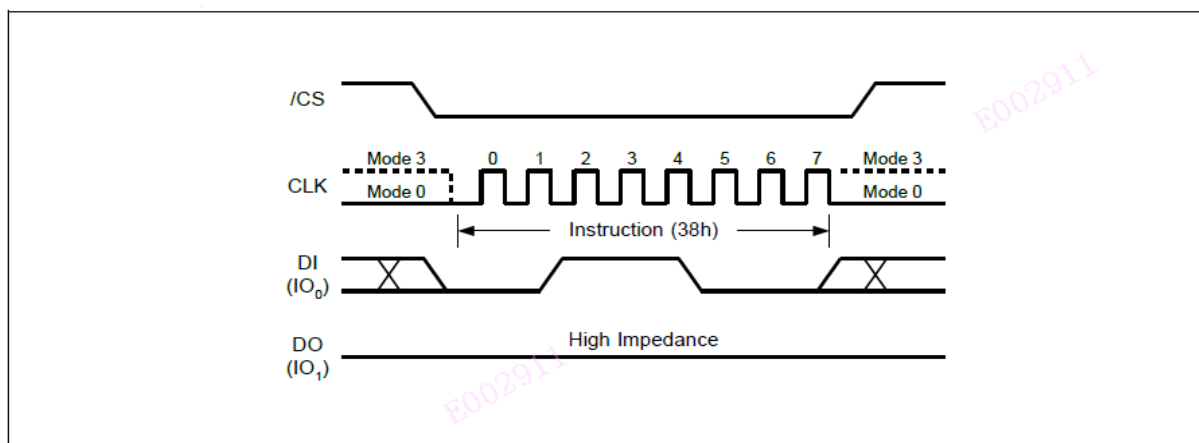 /CS
E002911
Mode 3 0 1 2 3 4 5 6 7 Mode 3
CLK
Mode 0 Mode 0
Instruction (38h)
DI
(IO0)
High Impedance
DO
(IO1)
E002911